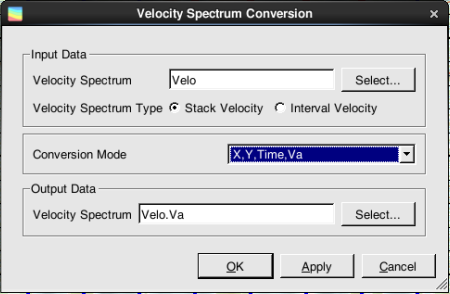 Velocity Spectrum Conversion
Input Data
Velocity Spectrum Velo Select...
Velocity Spectrum Type Stack Velocity Interval Velocity
Conversion Mode X,Y,Time,Va
Output Data
Velocity Spectrum Velo.Va Select...
OK Apply Cancel